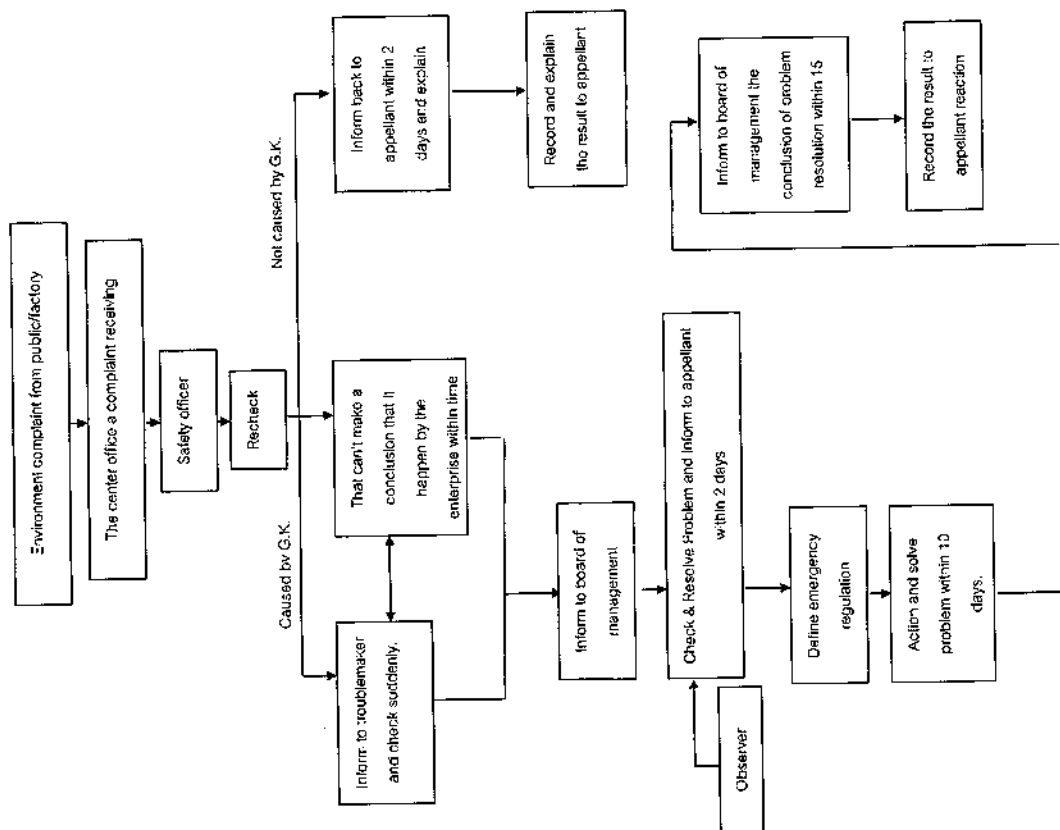 Environment complaint from public/factory
The center office a complaint receiving
Safety officer
Recheck
Caused by G.K.
Not caused by G.K.
Inform to troublemaker
and check suddenly.
That can't make a
conclusion that it
happen by the
enterprise within time
Inform back to
appellant within 2
days and explain
Record and explain
the result to appellant
Inform to board of
management
Observer
Check & Resolve Problem and Inform to appellant
within 2 days
Define emergency
regulation
Action and solve
problem within 10
days.
Inform to board of
management the
conclusion of problem
resolution within 15
Record the result to
appellant reaction